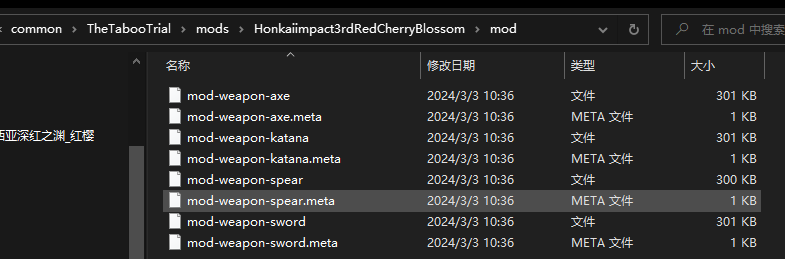 common > TheTabooTrial > mods > Honkaiimpact3rdRedCherryBlossom > mod
在 mod 中搜索
名称 修改日期 类型 大小
mod-weapon-axe 2024/3/3 10:36 文件 301 KB
mod-weapon-axe.meta 2024/3/3 10:36 META 文件 1 KB
亚深红之渊_红樱
mod-weapon-katana 2024/3/3 10:36 文件 301 KB
mod-weapon-katana.meta 2024/3/3 10:36 META 文件 1 KB
mod-weapon-spear 2024/3/3 10:36 文件 300 KB
mod-weapon-spear.meta 2024/3/3 10:36 META 文件 1 KB
mod-weapon-sword 2024/3/3 10:36 文件 301 KB
mod-weapon-sword.meta 2024/3/3 10:36 META 文件 1 KB